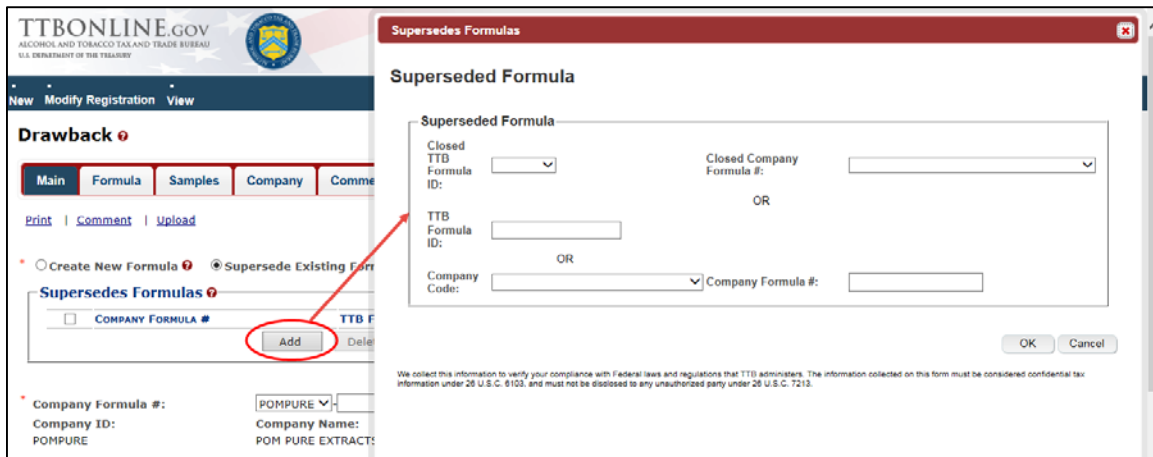 TTBONLINE.GOV
ALCOHOL AND TOBACCO TAX AND TRADE BUREAU
U.S. DEPARTMENT OF THE TREASURY
New Modify Registration View
Drawback
Main Formula Samples Company Comme
Print | Comment | Upload
* Create New Formula Supersede Existing Form
Supersedes Formulas
COMPANY FORMULA # TTB F
Add Dele
* Company Formula #: POMPURE -
Company ID: Company Name:
POMPURE POM PURE EXTRACTS
Supersedes Formulas
Superseded Formula
Superseded Formula
Closed
TTB
Formula
ID:
Closed Company
Formula #:
OR
TTB
Formula
ID:
OR
Company
Code:
Company Formula #:
OK Cancel
We collect this information to verify your compliance with Federal laws and regulations that TTB administers. The information collected on this form must be considered confidential tax
information under 26 U.S.C. 6103, and must not be disclosed to any unauthorized party under 26 U.S.C. 7213.